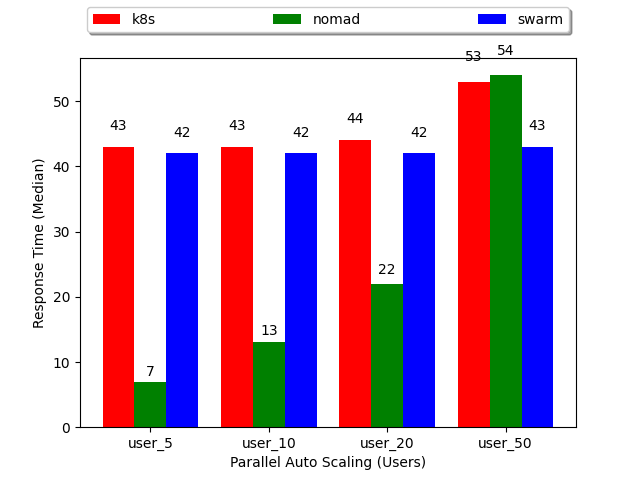 k8s nomad swarm
53 54
43 42 43 42 44 42 43
7 13 22
50
40
30
20
10
0
Response Time (Median)
user_5 user_10 user_20 user_50
Parallel Auto Scaling (Users)